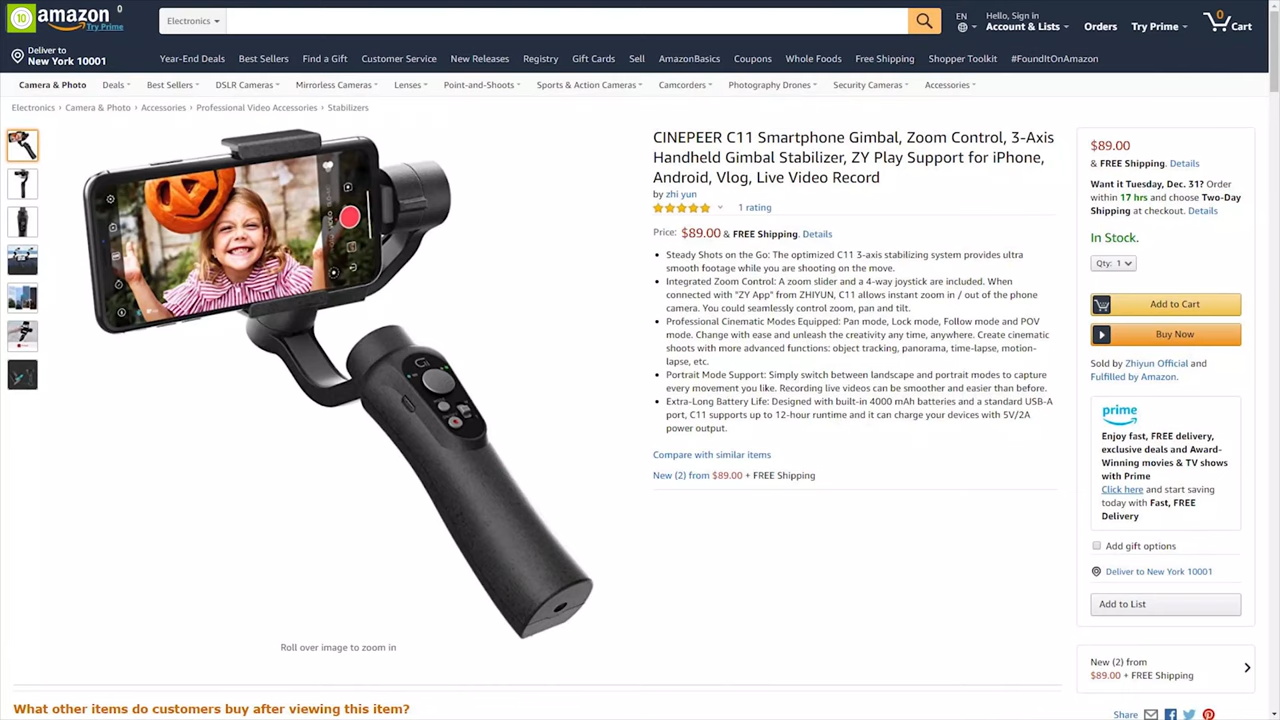 10
amazon
Try Prime
0
Electronics
EN
Hello, Sign in
Account & Lists
Orders
Try Prime
0
Cart
Deliver to
New York 10001
Year-End Deals Best Sellers Find a Gift Customer Service New Releases Registry Gift Cards Sell AmazonBasics Coupons Whole Foods Free Shipping Shopper Toolkit #FoundItOnAmazon
Camera & Photo Deals Best Sellers DSLR Cameras Mirrorless Cameras Lenses Point-and-Shoots Sports & Action Cameras Camcorders Photography Drones Security Cameras Accessories
Electronics › Camera & Photo › Accessories › Professional Video Accessories › Stabilizers
Roll over image to zoom in
CINEPEER C11 Smartphone Gimbal, Zoom Control, 3-Axis
Handheld Gimbal Stabilizer, ZY Play Support for iPhone,
Android, Vlog, Live Video Record
by zhi yun
1 rating
Price: $89.00 & FREE Shipping. Details
• Steady Shots on the Go: The optimized C11 3-axis stabilizing system provides ultra
smooth footage while you are shooting on the move.
• Integrated Zoom Control: A zoom slider and a 4-way joystick are included. When
connected with "ZY App" from ZHIYUN, C11 allows instant zoom in / out of the phone
camera. You could seamlessly control zoom, pan and tilt.
• Professional Cinematic Modes Equipped: Pan mode, Lock mode, Follow mode and POV
mode. Change with ease and unleash the creativity any time, anywhere. Create cinematic
shoots with more advanced functions: object tracking, panorama, time-lapse, motion-
lapse, etc.
• Portrait Mode Support: Simply switch between landscape and portrait modes to capture
every movement you like. Recording live videos can be smoother and easier than before.
• Extra-Long Battery Life: Designed with built-in 4000 mAh batteries and a standard USB-A
port, C11 supports up to 12-hour runtime and it can charge your devices with 5V/2A
power output.
Compare with similar items
New (2) from $89.00 + FREE Shipping
$89.00
& FREE Shipping. Details
Want it Tuesday, Dec. 31? Order
within 17 hrs and choose Two-Day
Shipping at checkout. Details
In Stock.
Qty: 1
Add to Cart
Buy Now
Sold by Zhiyun Official and
Fulfilled by Amazon.
prime
Enjoy fast, FREE delivery,
exclusive deals and Award-
Winning movies & TV shows
with Prime
Click here and start saving
today with Fast, FREE
Delivery
Add gift options
Deliver to New York 10001
Add to List
New (2) from
$89.00 + FREE Shipping
Share
What other items do customers buy after viewing this item?